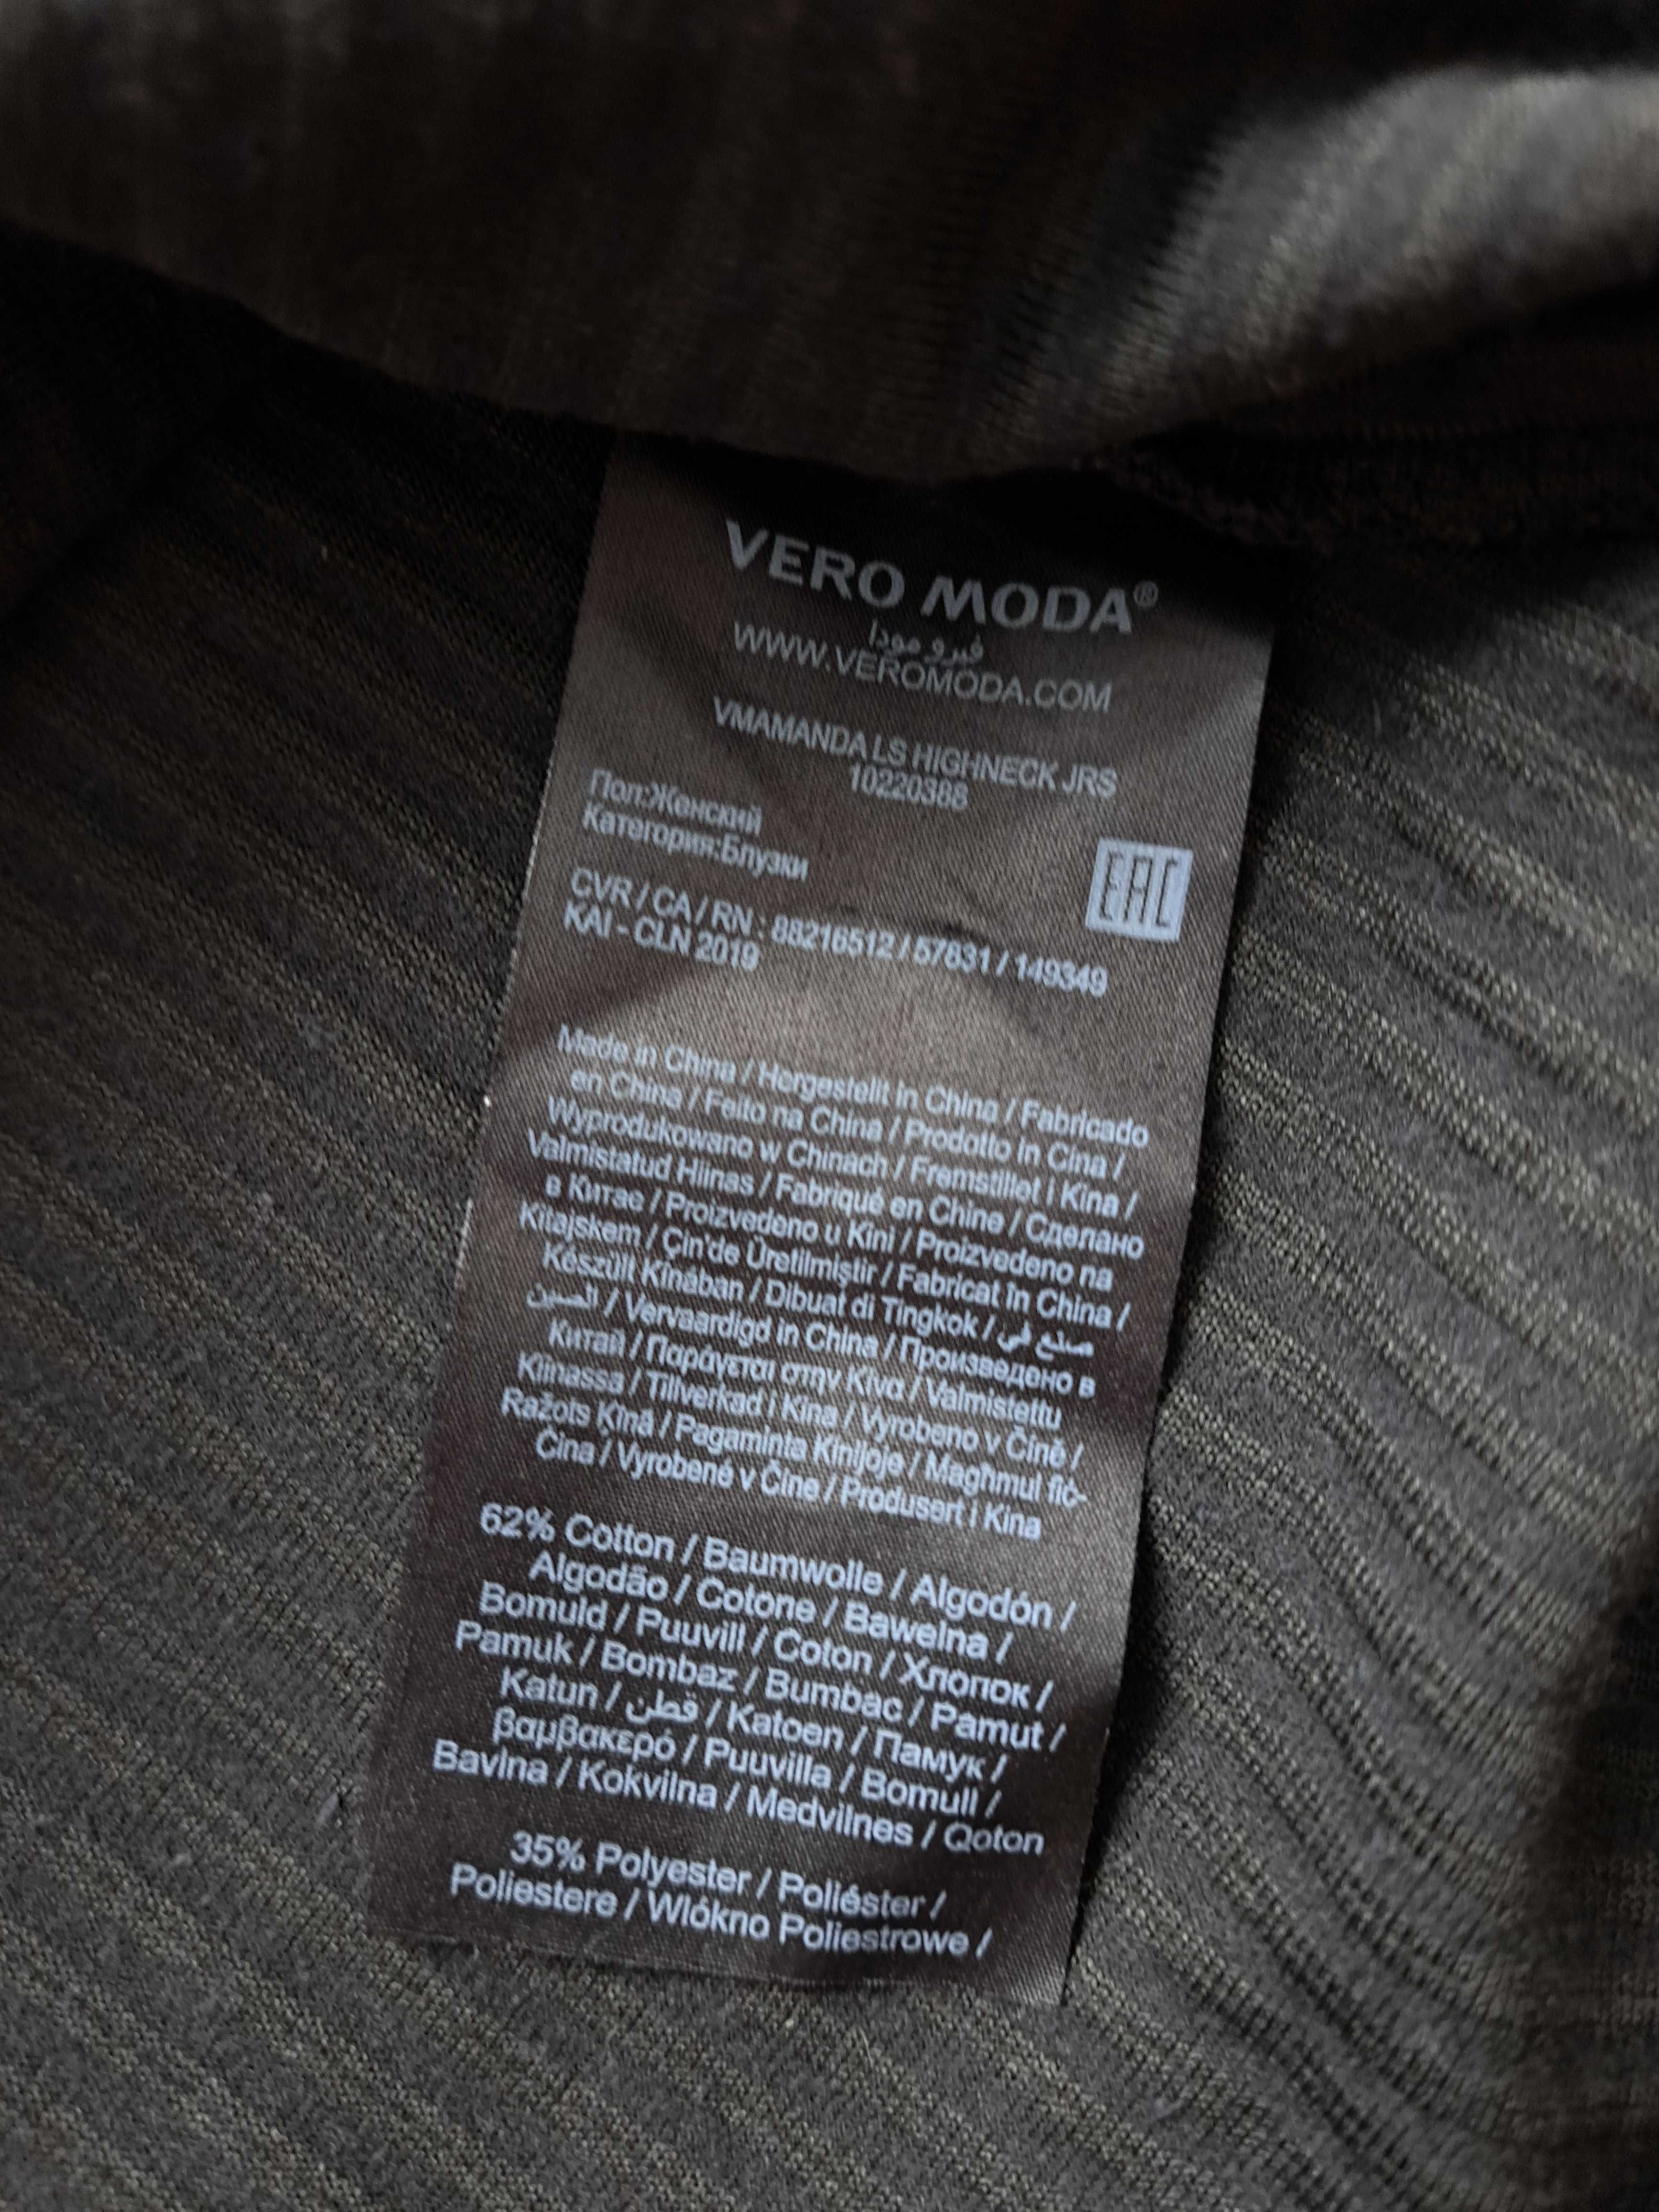 VERO MODA®
فيرو مودا
WWW.VEROMODA.COM
VMAMANDA LS HIGHNECK JRS
10220388
Пол:Женский
Категория:Блузки
EAC
CVR / CA / RN : 88216512 / 57831 / 149349
KAI - CLN 2019
Made in China / Hergestellt in China / Fabricado
en China / Feito na China / Prodotto in Cina /
Wyprodukowano w Chinach / Fremstillet i Kina /
Valmistatud Hiinas / Fabriqué en Chine / Сделано
в Китае / Proizvedeno u Kini / Proizvedeno na
Kitajskem / Çin'de Üretilmiştir / Fabricat în China /
Készült Kínában / Dibuat di Tingkok / صنع في
الصين / Vervaardigd in China / Произведено в
Китай / Παράγεται στην Κίνα / Valmistettu
Kiinassa / Tillverkad i Kina / Vyrobeno v Číně /
Ražots Ķīnā / Pagaminta Kinijoje / Maghmul fiċ-
Ċina / Vyrobené v Číne / Produsert i Kina
62% Cotton / Baumwolle / Algodón /
Algodão / Cotone / Bawełna /
Bomuld / Puuvill / Coton / Хлопок /
Pamuk / Bombaz / Bumbac / Pamut /
Katun / قطن / Katoen / Памук /
βαμβακερό / Puuvilla / Bomull /
Bavlna / Kokvilna / Medvilnes / Qoton
35% Polyester / Poliéster /
Poliestere / Włókno Poliestrowe /